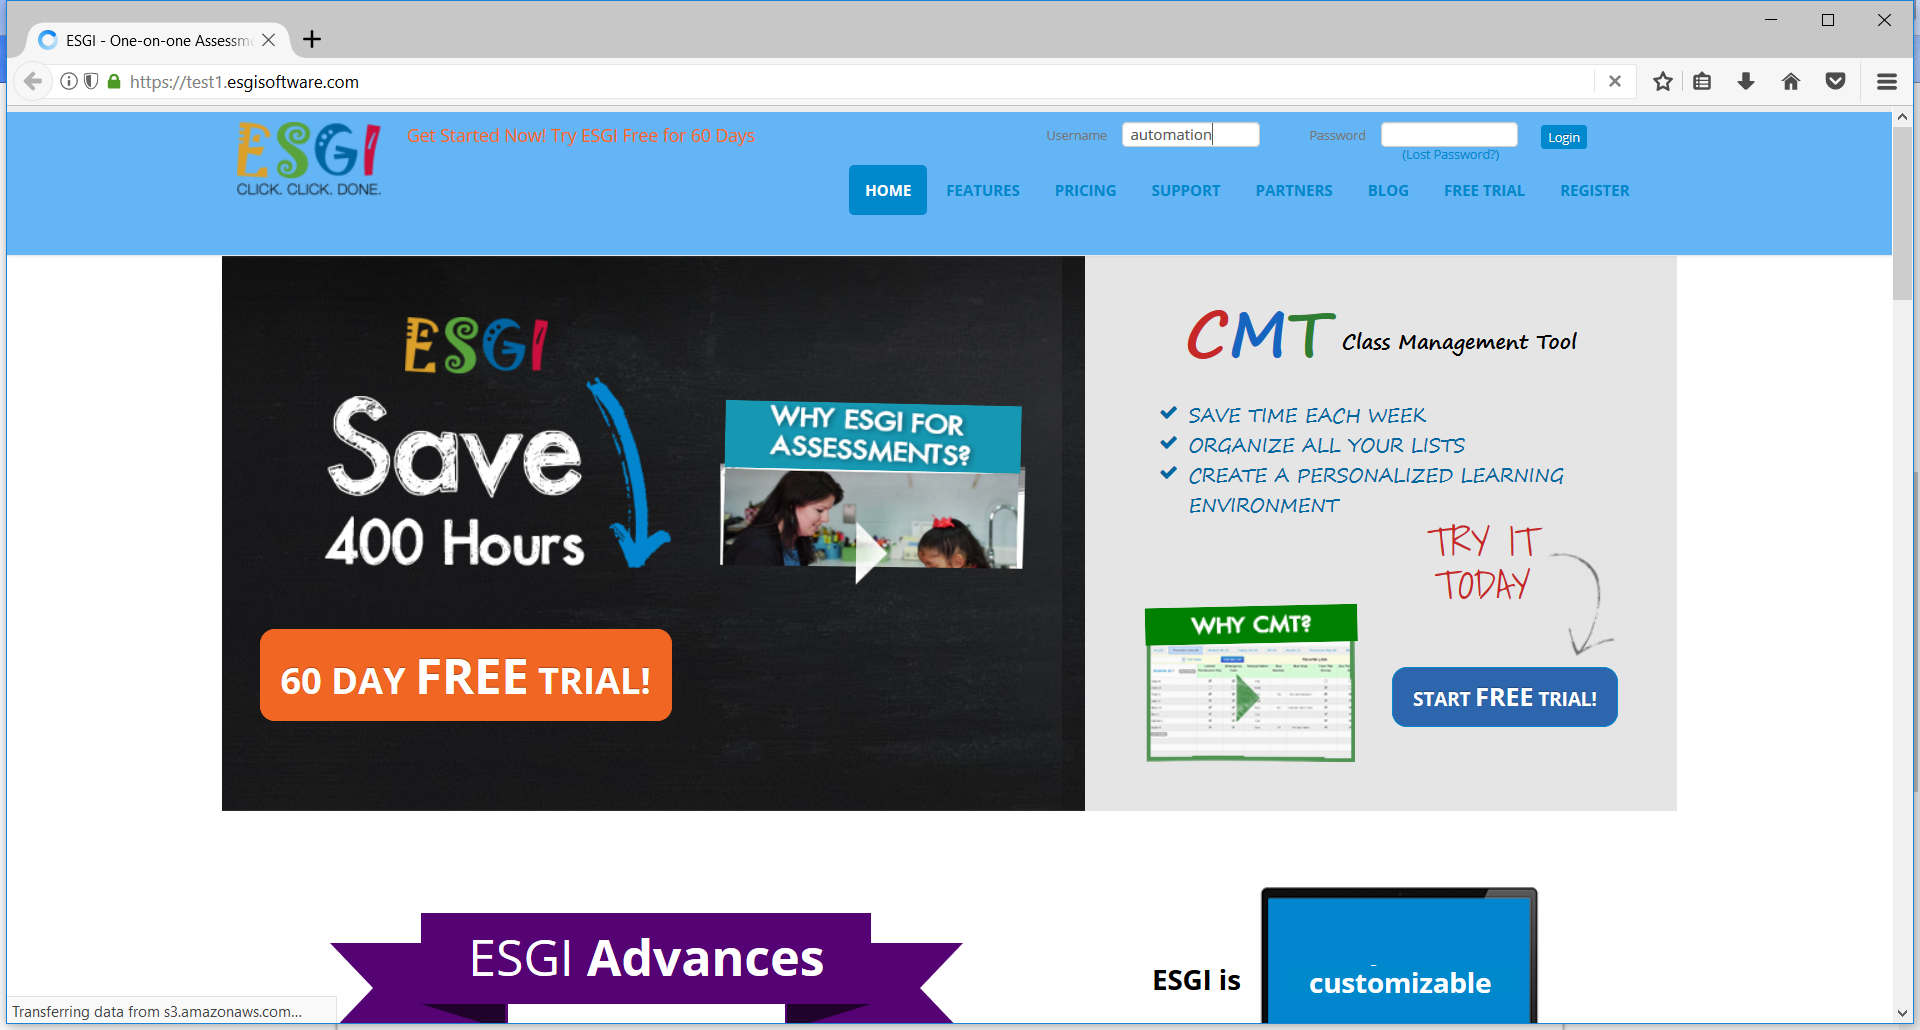 ESGI - One-on-one Assessm
https://test1.esgisoftware.com
ESGI
CLICK. CLICK. DONE.
Get Started Now! Try ESGI Free for 60 Days
Username automation Password Login
(Lost Password?)
HOME FEATURES PRICING SUPPORT PARTNERS BLOG FREE TRIAL REGISTER
ESGI
Save
400 Hours
WHY ESGI FOR
ASSESSMENTS?
60 DAY FREE TRIAL!
CMT Class Management Tool
SAVE TIME EACH WEEK
ORGANIZE ALL YOUR LISTS
CREATE A PERSONALIZED LEARNING
ENVIRONMENT
TRY IT
TODAY
WHY CMT?
START FREE TRIAL!
ESGI Advances
ESGI is customizable
Transferring data from s3.amazonaws.com...